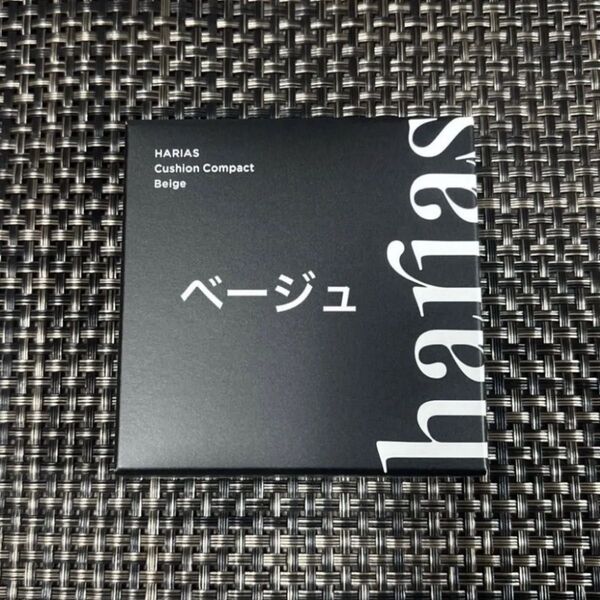 HARIAS
Cushion Compact
Beige
ベージュ
harias